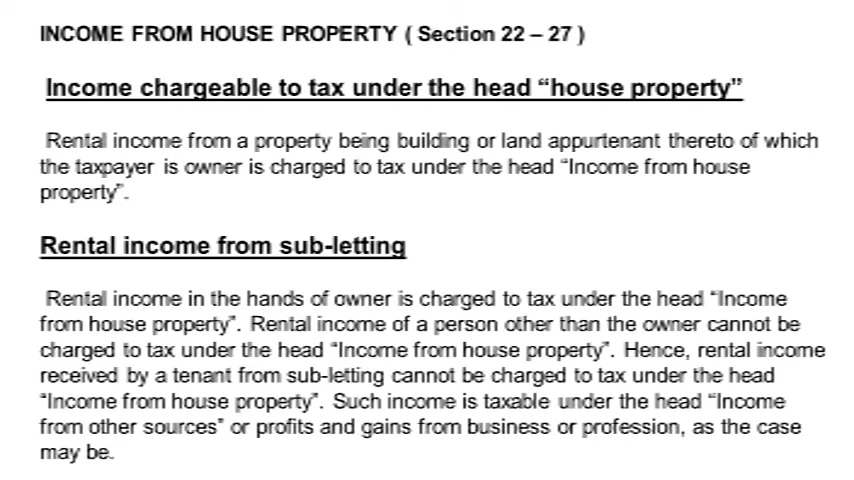 INCOME FROM HOUSE PROPERTY ( Section 22 – 27 )
Income chargeable to tax under the head “house property”
Rental income from a property being building or land appurtenant thereto of which
the taxpayer is owner is charged to tax under the head “Income from house
property”.
Rental income from sub-letting
Rental income in the hands of owner is charged to tax under the head “Income
from house property”. Rental income of a person other than the owner cannot be
charged to tax under the head “Income from house property”. Hence, rental income
received by a tenant from sub-letting cannot be charged to tax under the head
“Income from house property”. Such income is taxable under the head “Income
from other sources” or profits and gains from business or profession, as the case
may be.